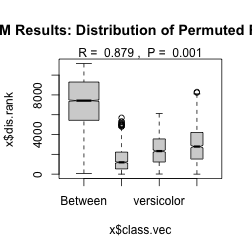 M Results: Distribution of Permuted
R = 0.879 , P = 0.001
x$dis.rank
0
4000
8000
Between
versicolor
x$class.vec